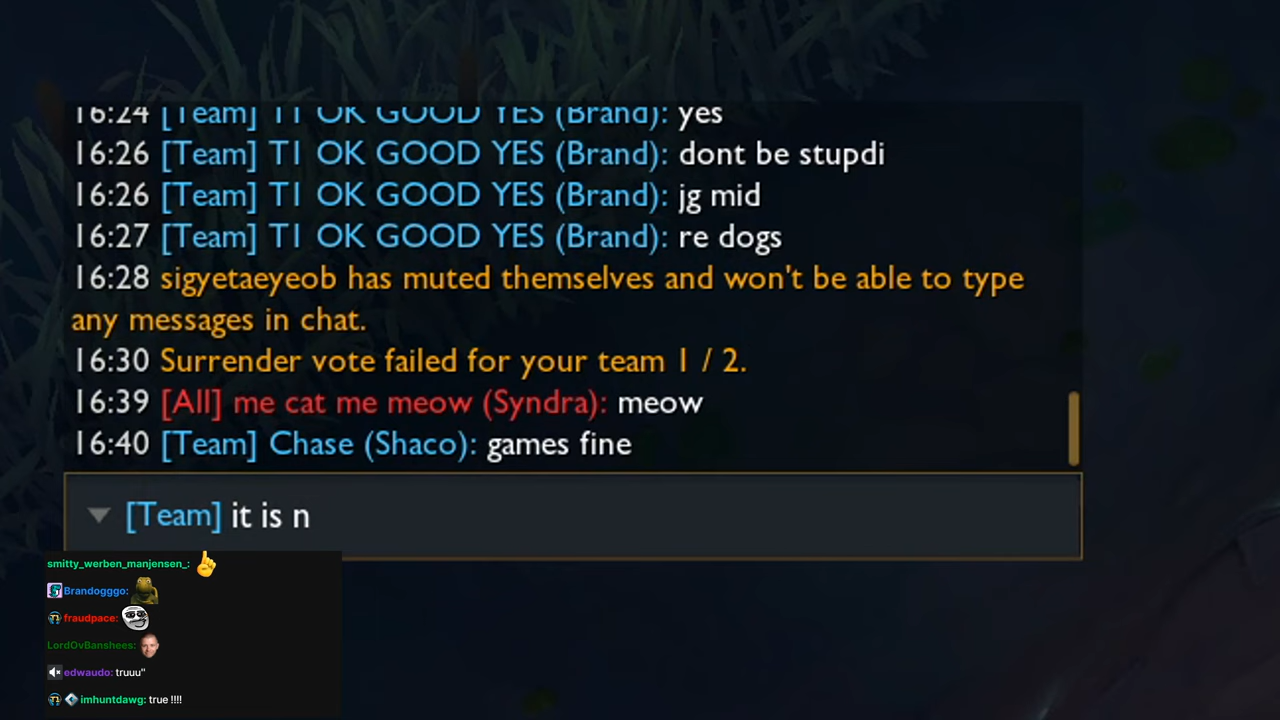 16:24 [Team] T1 OK GOOD YES (Brand): yes
16:26 [Team] T1 OK GOOD YES (Brand): dont be stupdi
16:26 [Team] T1 OK GOOD YES (Brand): jg mid
16:27 [Team] T1 OK GOOD YES (Brand): re dogs
16:28 sigyetaeyeob has muted themselves and won't be able to type
any messages in chat.
16:30 Surrender vote failed for your team 1 / 2.
16:39 [All] me cat me meow (Syndra): meow
16:40 [Team] Chase (Shaco): games fine
[Team] it is n
smitty_werben_manjensen_:
Brandogggo:
fraudpace:
LordOvBanshees:
edwaudo: truuu"
imhuntdawg: true !!!!